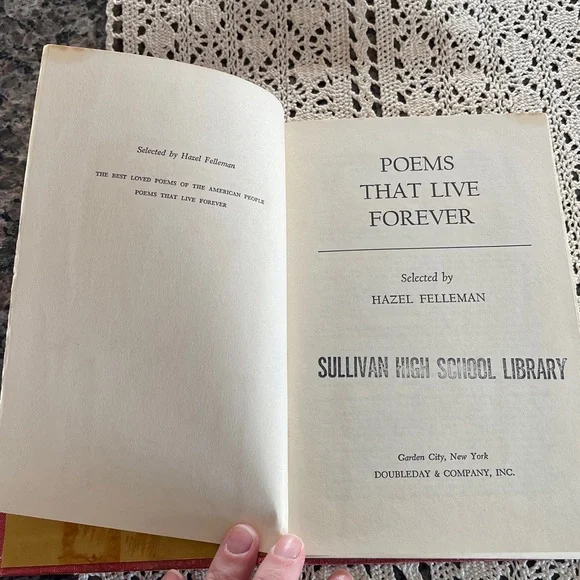 Selected by Hazel Felleman
THE BEST LOVED POEMS OF THE AMERICAN PEOPLE
POEMS THAT LIVE FOREVER
POEMS
THAT LIVE
FOREVER
Selected by
HAZEL FELLEMAN
SULLIVAN HIGH SCHOOL LIBRARY
Garden City, New York
DOUBLEDAY & COMPANY, INC.